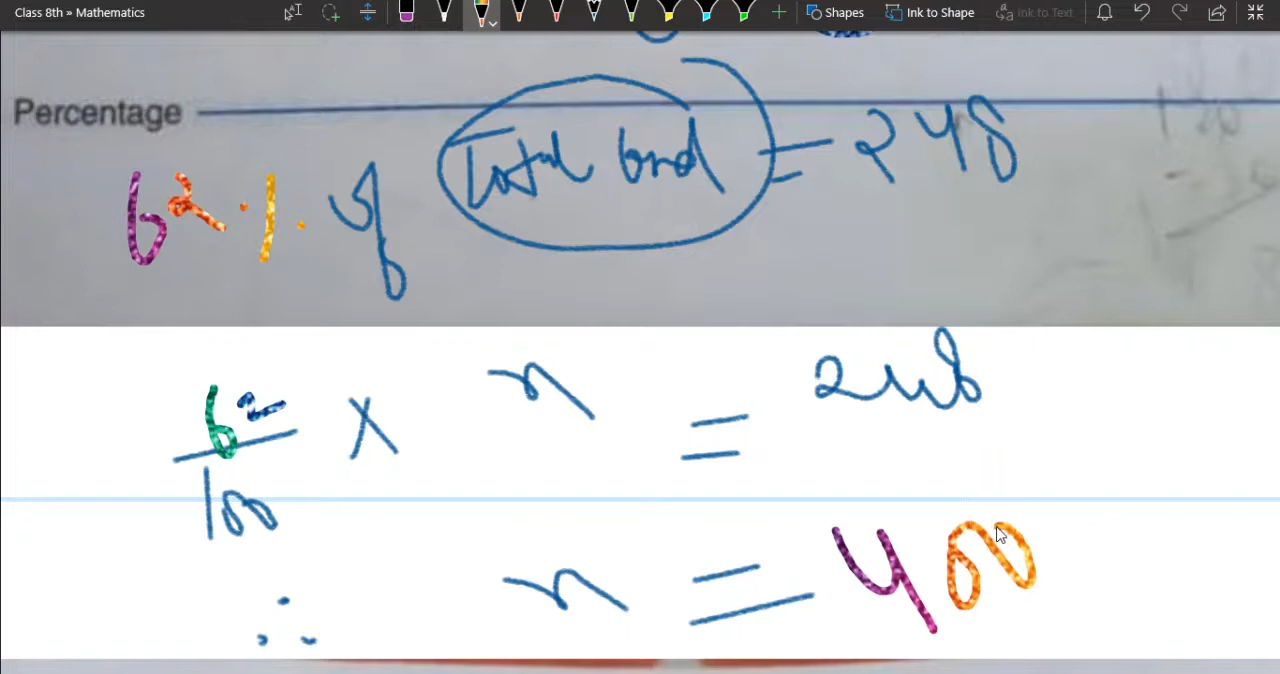 Class 8th » Mathematics
Shapes
Ink to Shape
Ink to Text
Percentage
62 % of Total bnd = 248
62/100 × n = 248
∴ n = 400